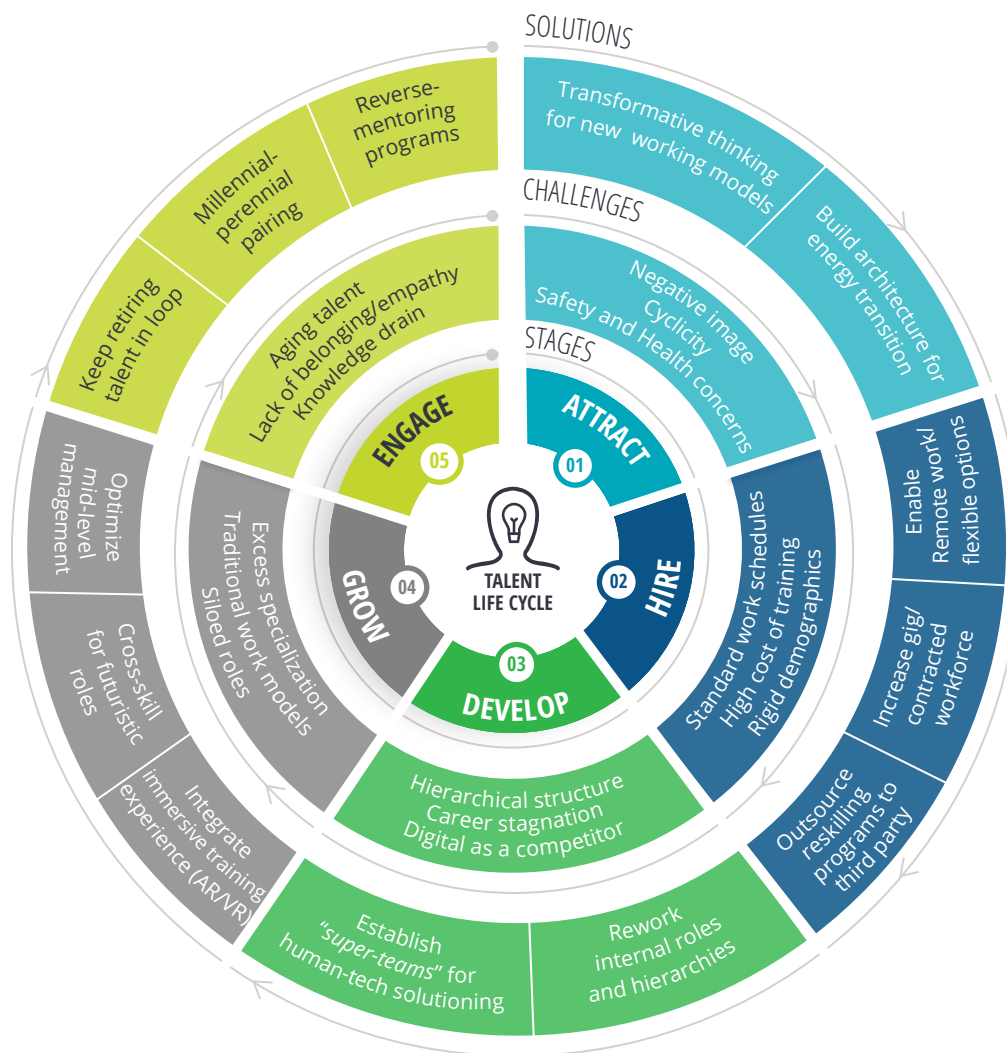 SOLUTIONS
Transformative thinking
for new working models
Build architecture for
energy transition
Enable
Remote work/
flexible options
Increase gig/
contracted
workforce
Outsource
reskilling
programs to
third party
Rework
internal roles
and hierarchies
Establish
"super-teams" for
human-tech solutioning
Integrate
immersive training
experience (AR/VR)
Cross-skill
for futuristic
roles
Optimize
mid-level
management
Keep retiring
talent in loop
Millennial-
perennial
pairing
Reverse-
mentoring
programs
CHALLENGES
Negative image
Cyclicity
Safety and Health concerns
Standard work schedules
High cost of training
Rigid demographics
Hierarchical structure
Career stagnation
Digital as a competitor
Excess specialization
Traditional work models
Siloed roles
Aging talent
Lack of belonging/empathy
Knowledge drain
STAGES
ATTRACT
01
HIRE
02
DEVELOP
03
GROW
04
ENGAGE
05
TALENT
LIFE CYCLE